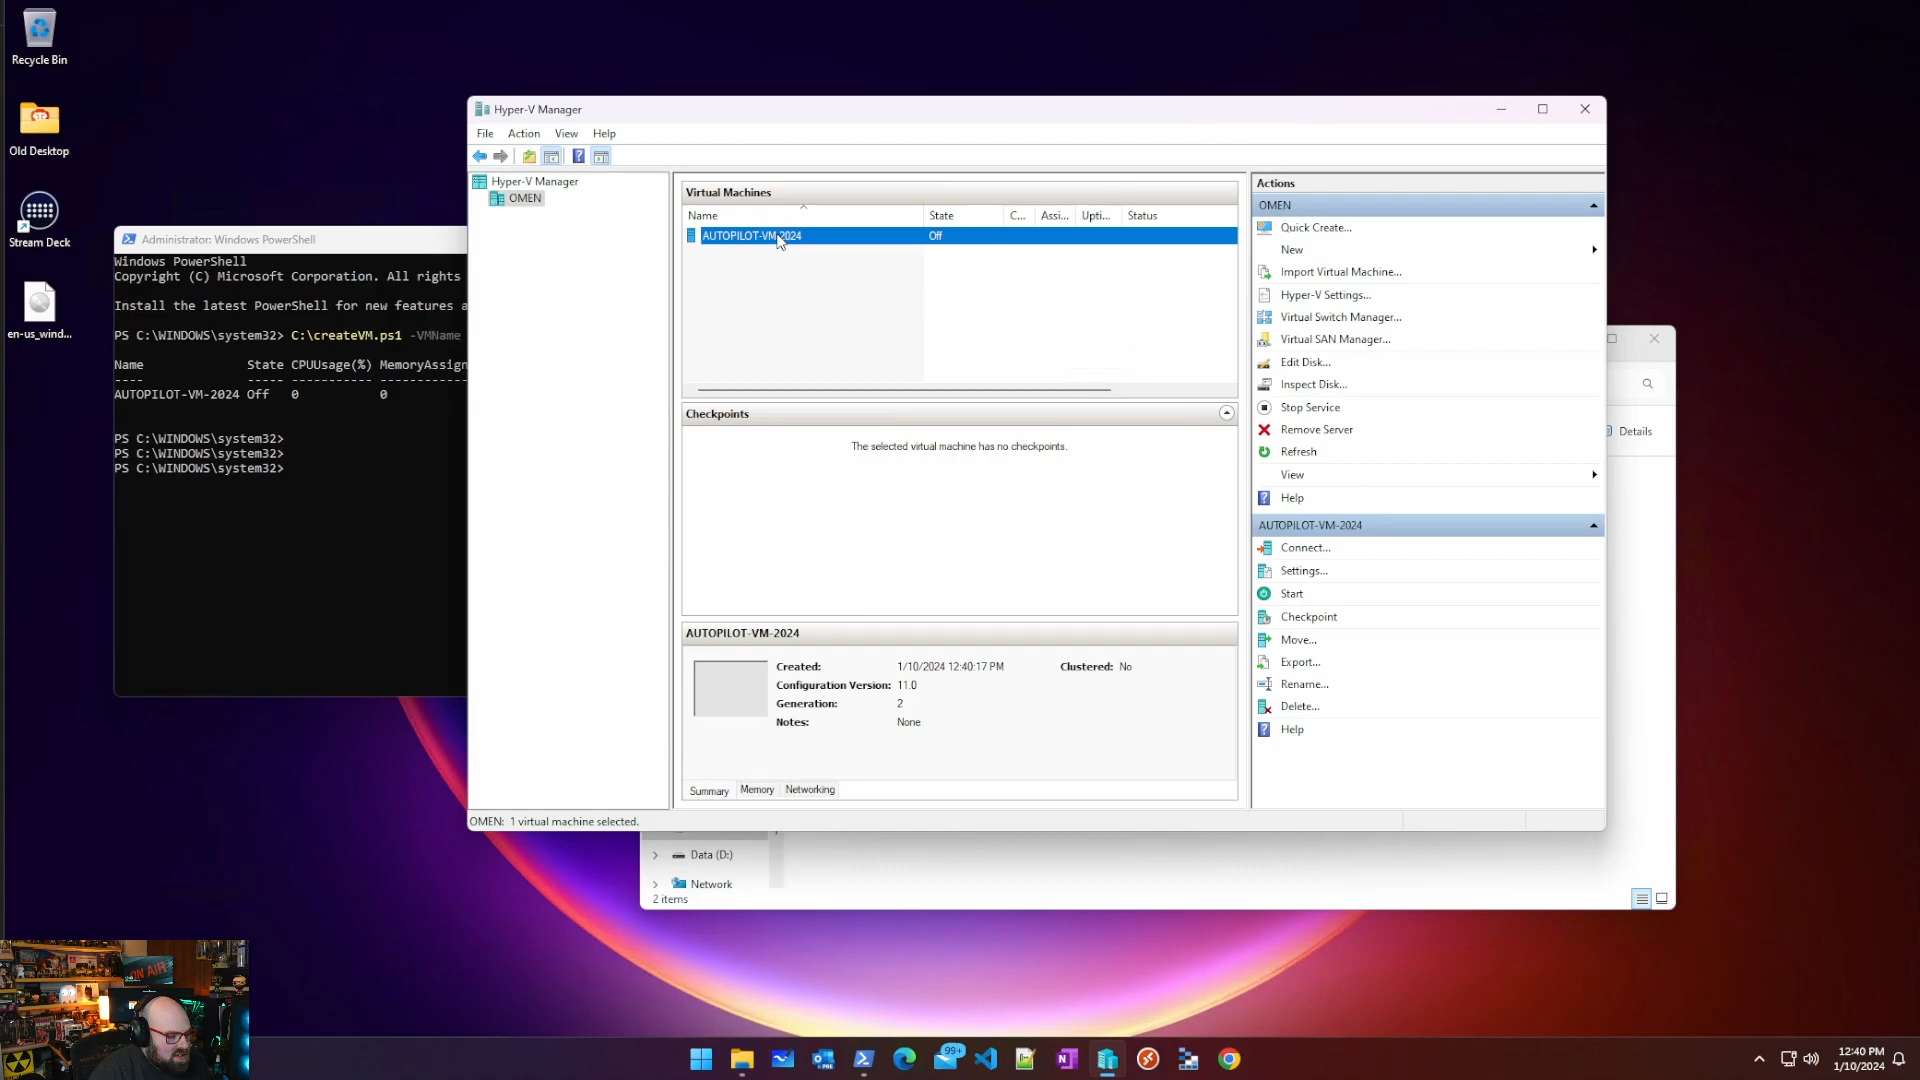 Recycle Bin
Old Desktop
Stream Deck
en-us_wind...
Administrator: Windows PowerShell
Windows PowerShell
Copyright (C) Microsoft Corporation. All rights
Install the latest PowerShell for new features a
PS C:\WINDOWS\system32> C:\createVM.ps1 -VMName
Name State CPUUsage(%) MemoryAssign
---- ----- ----------- ------------
AUTOPILOT-VM-2024 Off 0 0
PS C:\WINDOWS\system32>
PS C:\WINDOWS\system32>
PS C:\WINDOWS\system32>
Hyper-V Manager
File Action View Help
Hyper-V Manager
OMEN
Virtual Machines
Name State C... Assi... Upti... Status
AUTOPILOT-VM-2024 Off
Checkpoints
The selected virtual machine has no checkpoints.
AUTOPILOT-VM-2024
Created: 1/10/2024 12:40:17 PM Clustered: No
Configuration Version: 11.0
Generation: 2
Notes: None
Summary Memory Networking
OMEN: 1 virtual machine selected.
Actions
OMEN
Quick Create...
New
Import Virtual Machine...
Hyper-V Settings...
Virtual Switch Manager...
Virtual SAN Manager...
Edit Disk...
Inspect Disk...
Stop Service
Remove Server
Refresh
View
Help
AUTOPILOT-VM-2024
Connect...
Settings...
Start
Checkpoint
Move...
Export...
Rename...
Delete...
Help
Details
Data (D:)
Network
2 items
ON AIR
99+
12:40 PM
1/10/2024